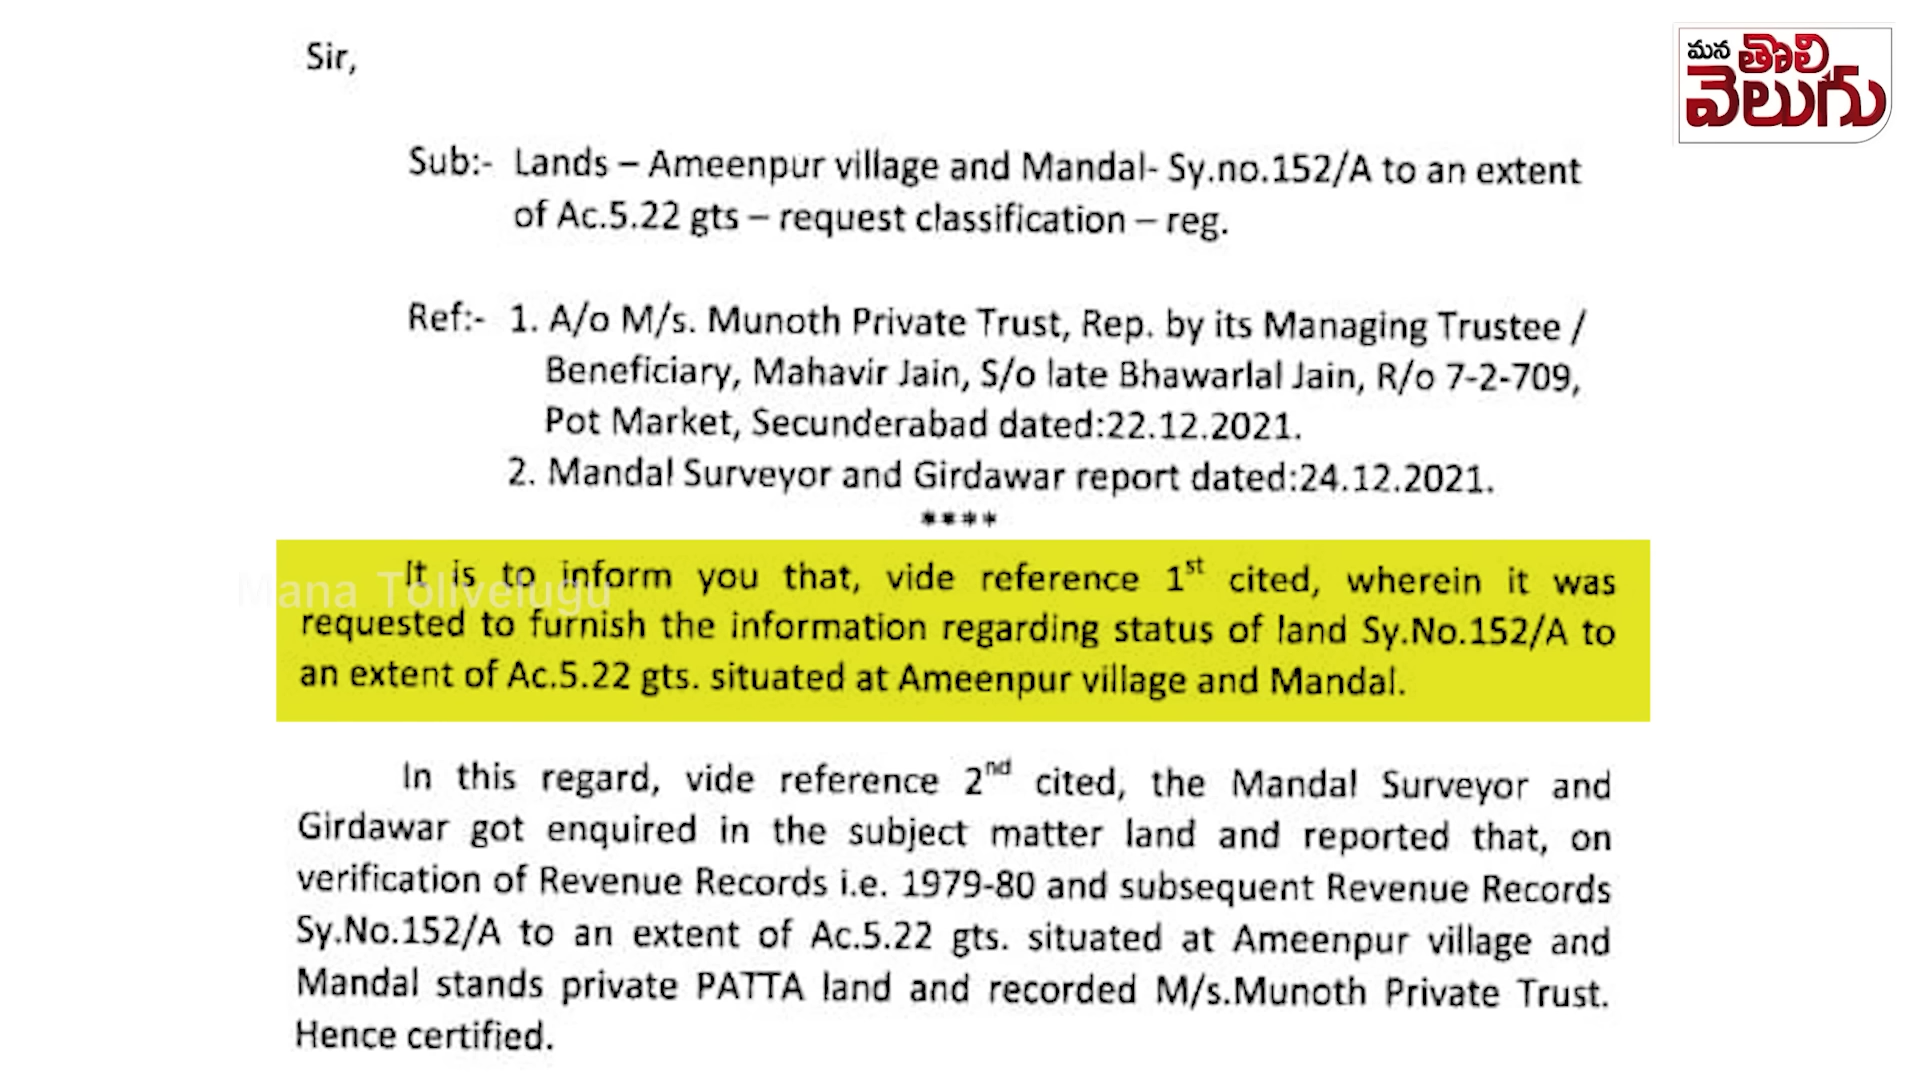 మన తొలి
వెలుగు
Sir,
Sub:- Lands – Ameenpur village and Mandal- Sy.no.152/A to an extent
of Ac.5.22 gts – request classification – reg.
Ref:- 1. A/o M/s. Munoth Private Trust, Rep. by its Managing Trustee /
Beneficiary, Mahavir Jain, S/o late Bhawarlal Jain, R/o 7-2-709,
Pot Market, Secunderabad dated:22.12.2021.
2. Mandal Surveyor and Girdawar report dated:24.12.2021.
****
It is to inform you that, vide reference 1st cited, wherein it was
Mana Tolivelugu
requested to furnish the information regarding status of land Sy.No.152/A to
an extent of Ac.5.22 gts. situated at Ameenpur village and Mandal.
In this regard, vide reference 2nd cited, the Mandal Surveyor and
Girdawar got enquired in the subject matter land and reported that, on
verification of Revenue Records i.e. 1979-80 and subsequent Revenue Records
Sy.No.152/A to an extent of Ac.5.22 gts. situated at Ameenpur village and
Mandal stands private PATTA land and recorded M/s.Munoth Private Trust.
Hence certified.